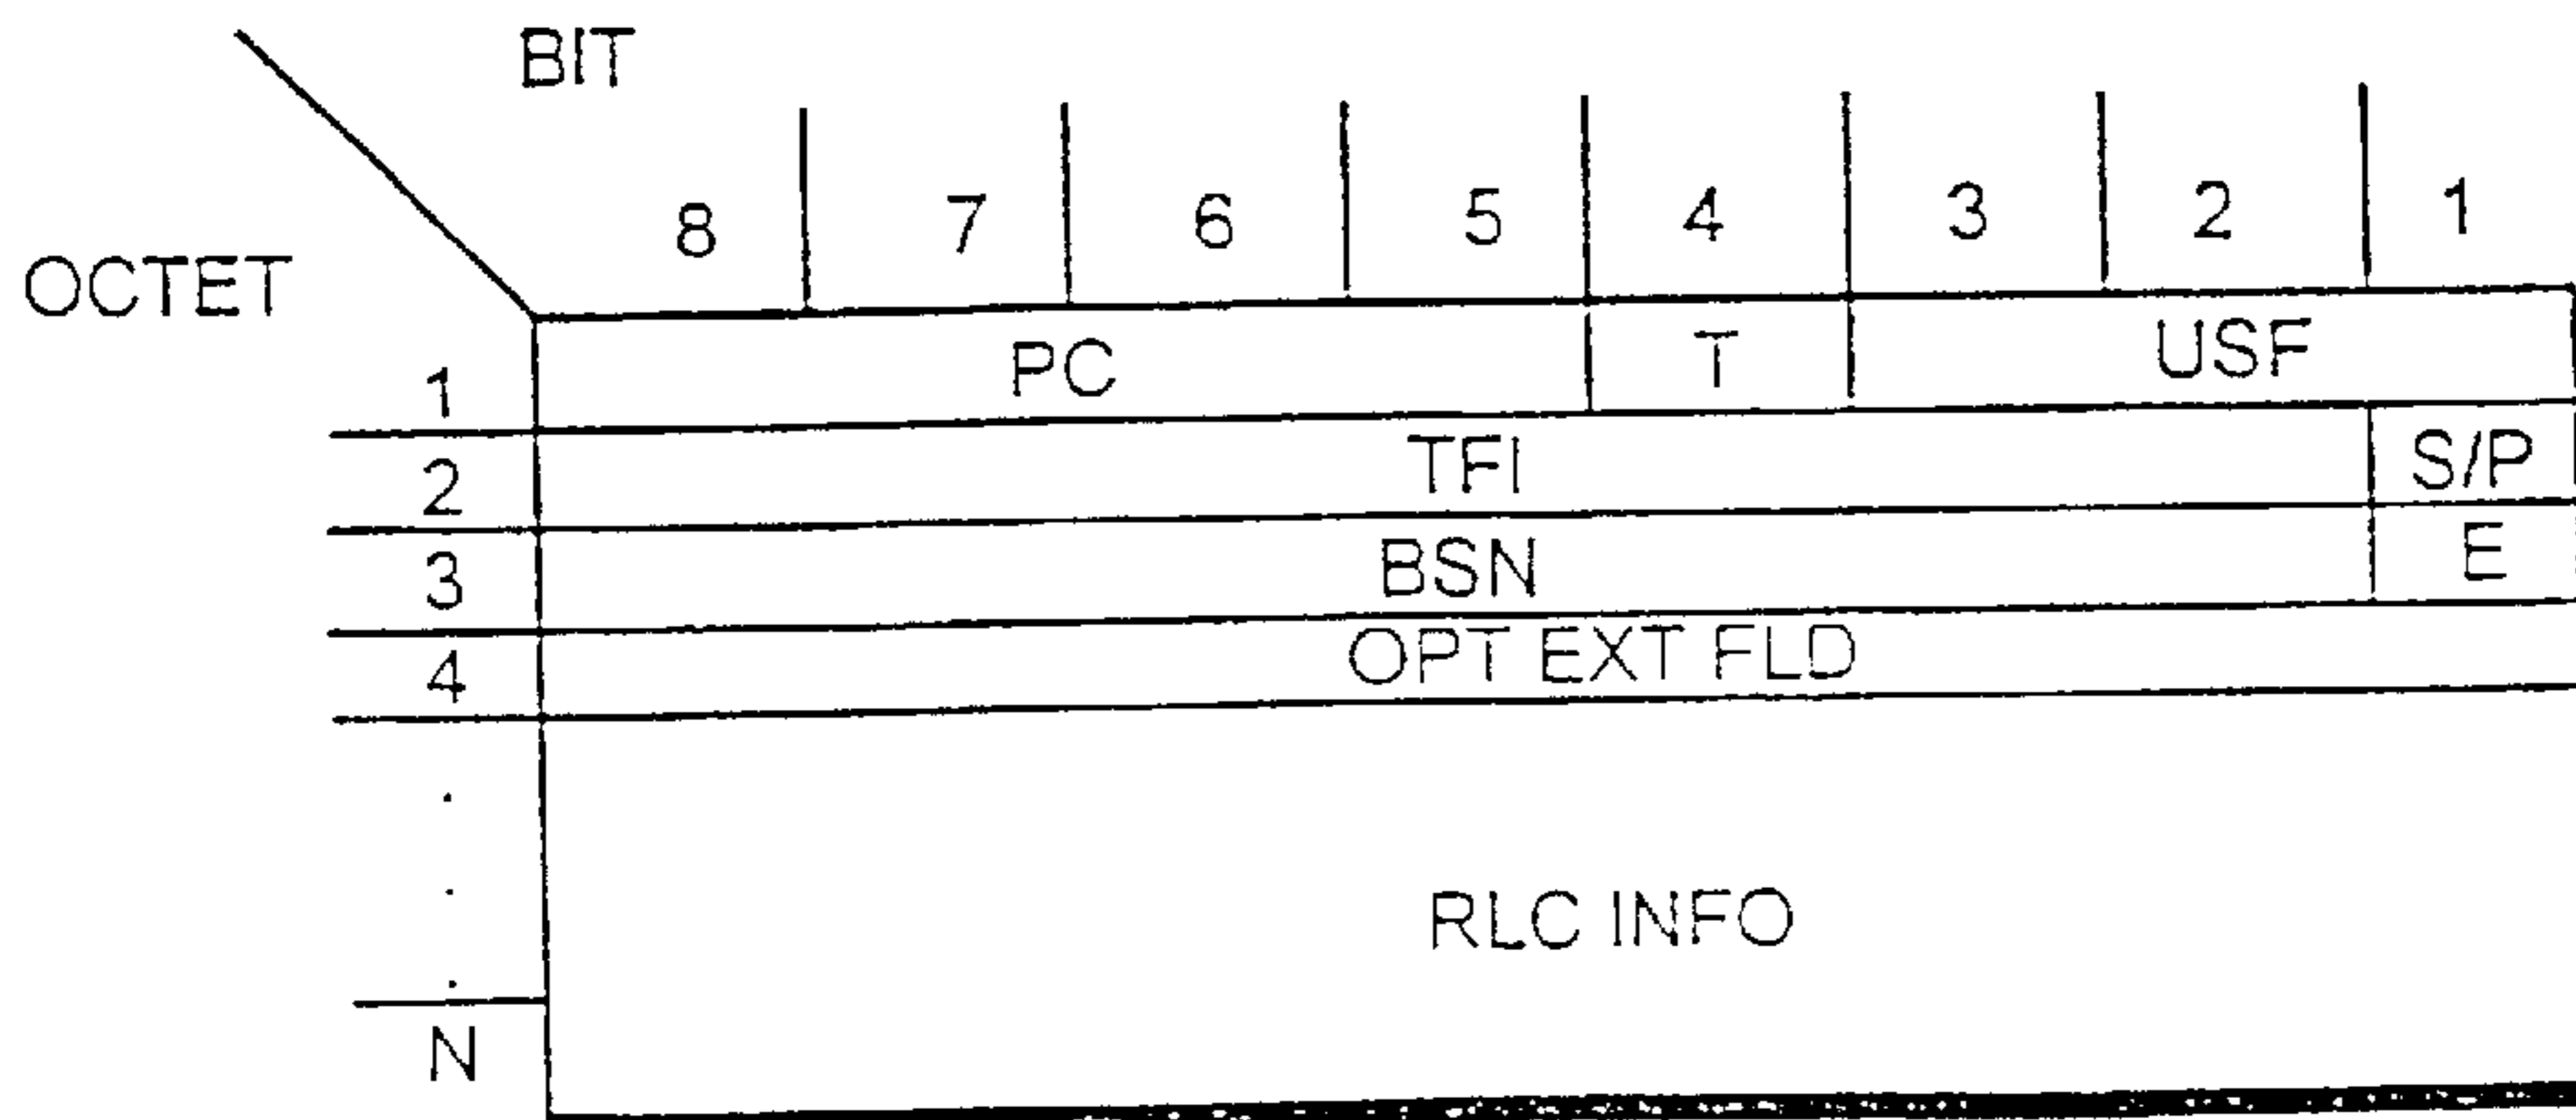 BIT
8 7 6 5 4 3 2 1
OCTET
1 PC T USF
2 TFI S/P
3 BSN E
4 OPT EXT FLD
.
. RLC INFO
.
N